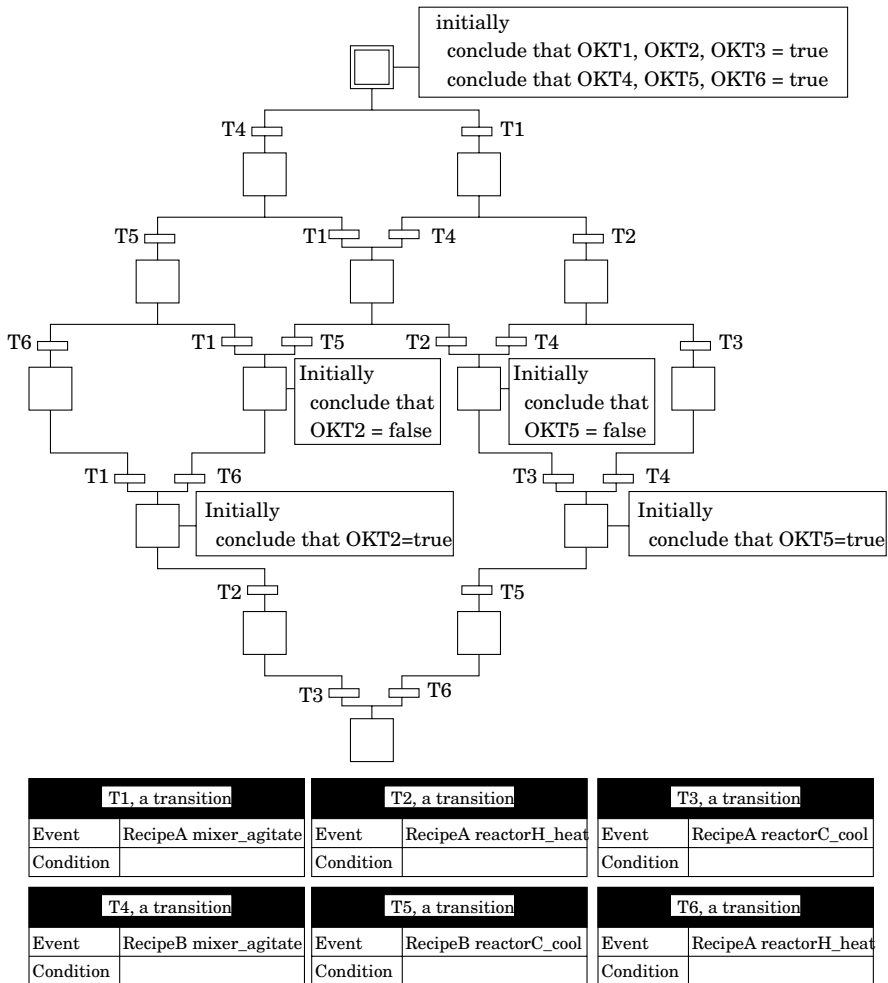 initially
conclude that OKT1, OKT2, OKT3 = true
conclude that OKT4, OKT5, OKT6 = true
T4 T1
T5 T1 T4 T2
T6 T1 T5 T2 T4 T3
Initially
conclude that
OKT2 = false
Initially
conclude that
OKT5 = false
T1 T6 T3 T4
Initially
conclude that OKT2=true
Initially
conclude that OKT5=true
T2 T5
T3 T6
T1, a transition
Event RecipeA mixer_agitate
Condition
T2, a transition
Event RecipeA reactorH_heat
Condition
T3, a transition
Event RecipeA reactorC_cool
Condition
T4, a transition
Event RecipeB mixer_agitate
Condition
T5, a transition
Event RecipeB reactorC_cool
Condition
T6, a transition
Event RecipeA reactorH_heat
Condition